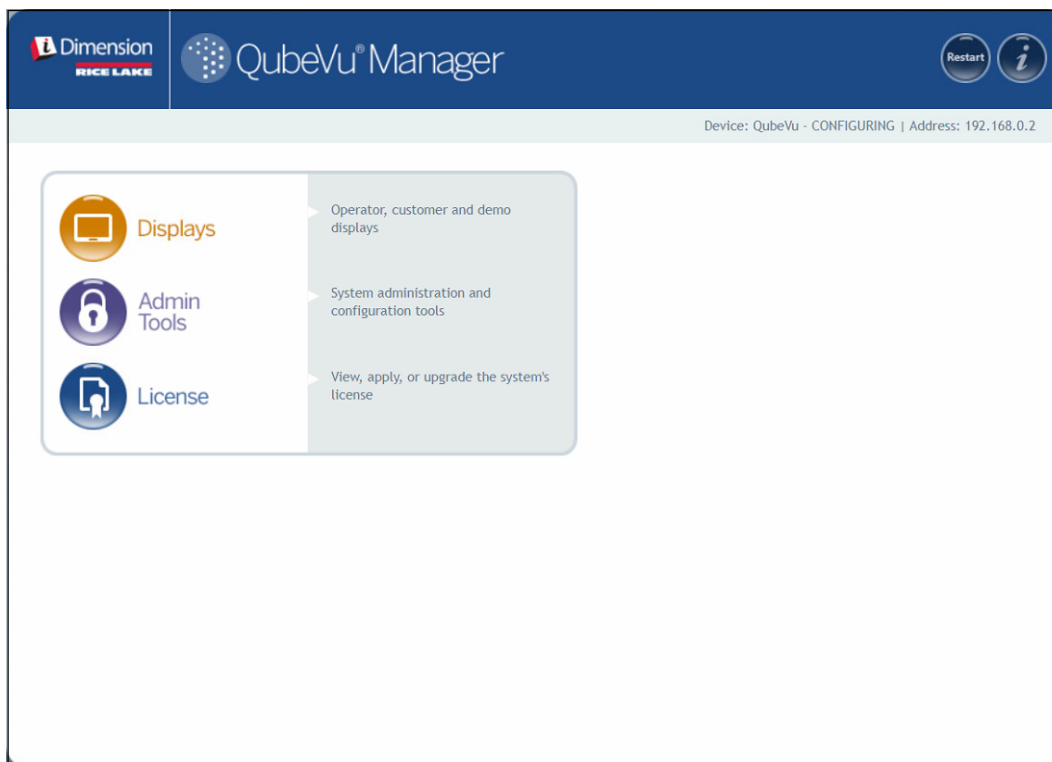 i Dimension
RICE LAKE
QubeVu® Manager
Restart
i
Device: QubeVu - CONFIGURING | Address: 192.168.0.2
Displays
Operator, customer and demo
displays
Admin
Tools
System administration and
configuration tools
License
View, apply, or upgrade the system's
license